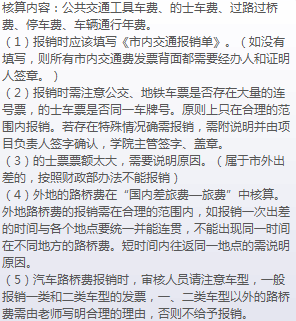 核算内容：公共交通工具车费、的士车费、过路过桥
费、停车费、车辆通行年费。
（1）报销时应该填写《市内交通报销单》。（如没有
填写，则所有市内交通费发票背面都需要经办人和证明
人签章。）
（2）报销时需注意公交、地铁车票是否存在大量的连
号票，的士车票是否同一车牌号。原则上只在合理的范
围内报销。若存在特殊情况确需报销，需附说明并由项
目负责人签字确认，学院主管签字、盖章。
（3）的士票票额太大，需要说明原因。（属于市外出
差的，按照财政部办法不能报销）
（4）外地的路桥费在“国内差旅费—旅费”中核算。
外地路桥费的报销需在合理的范围内，如报销一次出差
的时间与各个地点要统一并能连贯，不能出现同一时间
在不同地方的路桥费。短时间内往返同一地点的需说明
原因。
（5）汽车路桥费报销时，审核人员请注意车型，一般
报销一类和二类车型的发票，一、二类车型以外的路桥
费需由老师写明合理的理由，否则不给予报销。